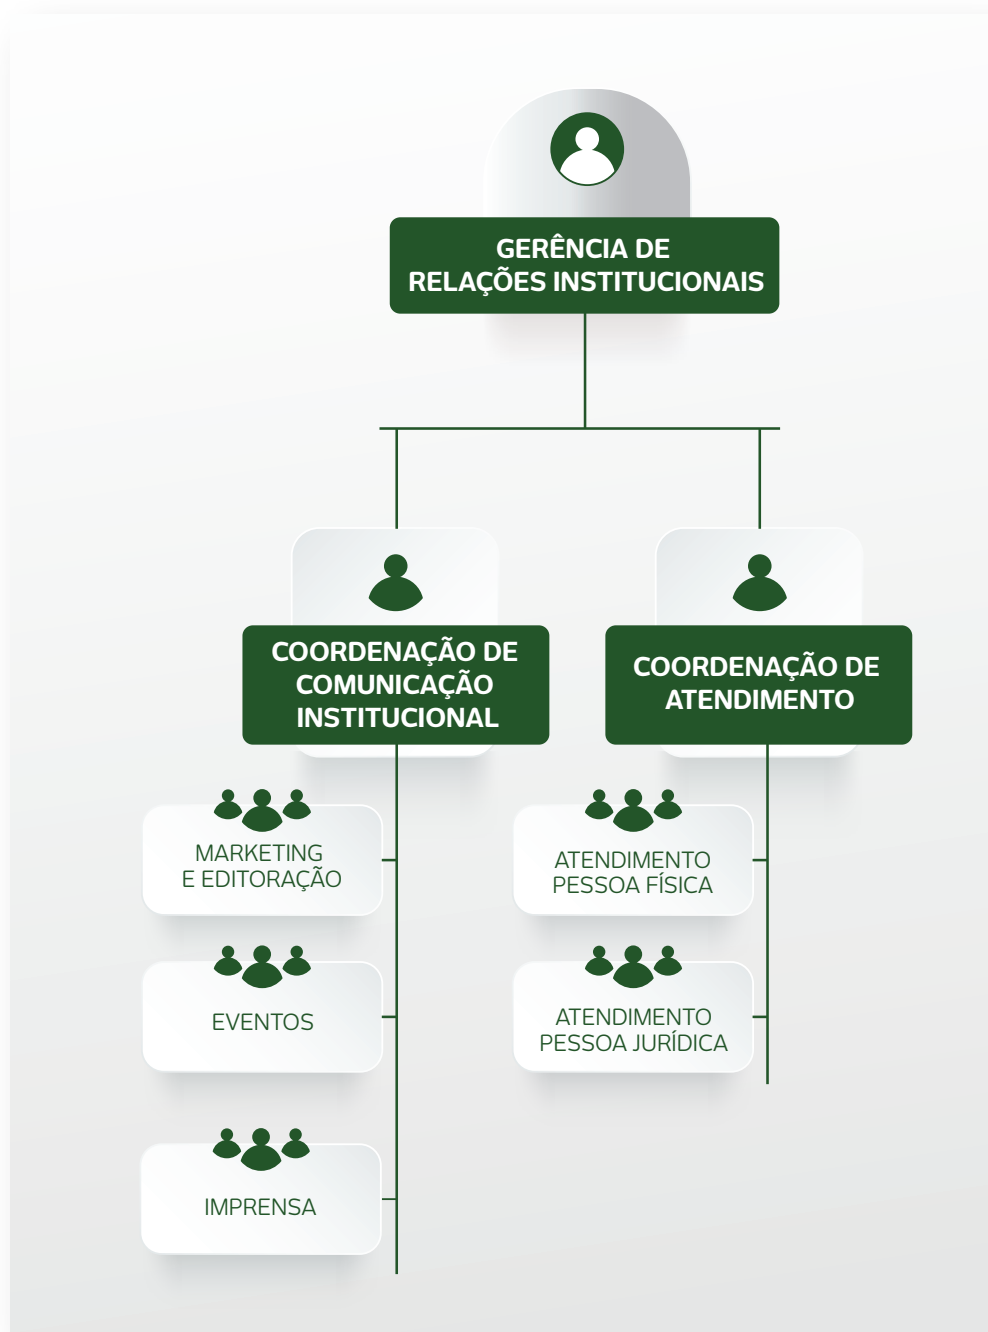 GERÊNCIA DE
RELAÇÕES INSTITUCIONAIS
COORDENAÇÃO DE
COMUNICAÇÃO
INSTITUCIONAL
COORDENAÇÃO DE
ATENDIMENTO
MARKETING
E EDITORAÇÃO
EVENTOS
IMPRENSA
ATENDIMENTO
PESSOA FÍSICA
ATENDIMENTO
PESSOA JURÍDICA